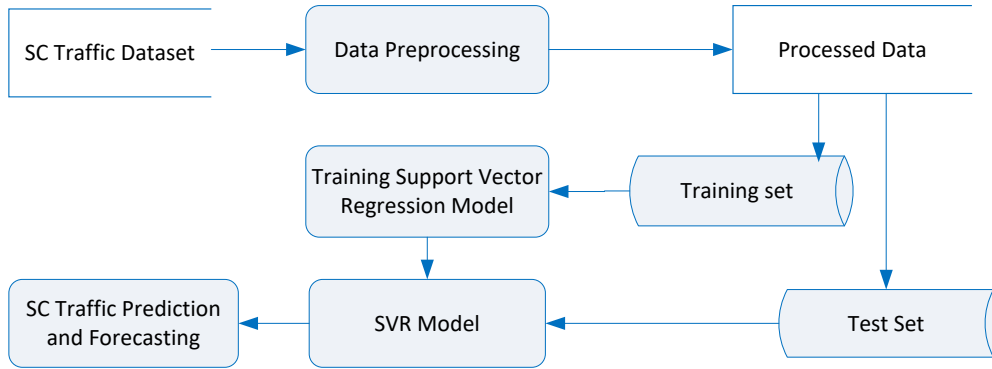 SC Traffic Dataset
Data Preprocessing
Processed Data
Training Support Vector
Regression Model
Training set
SC Traffic Prediction
and Forecasting
SVR Model
Test Set